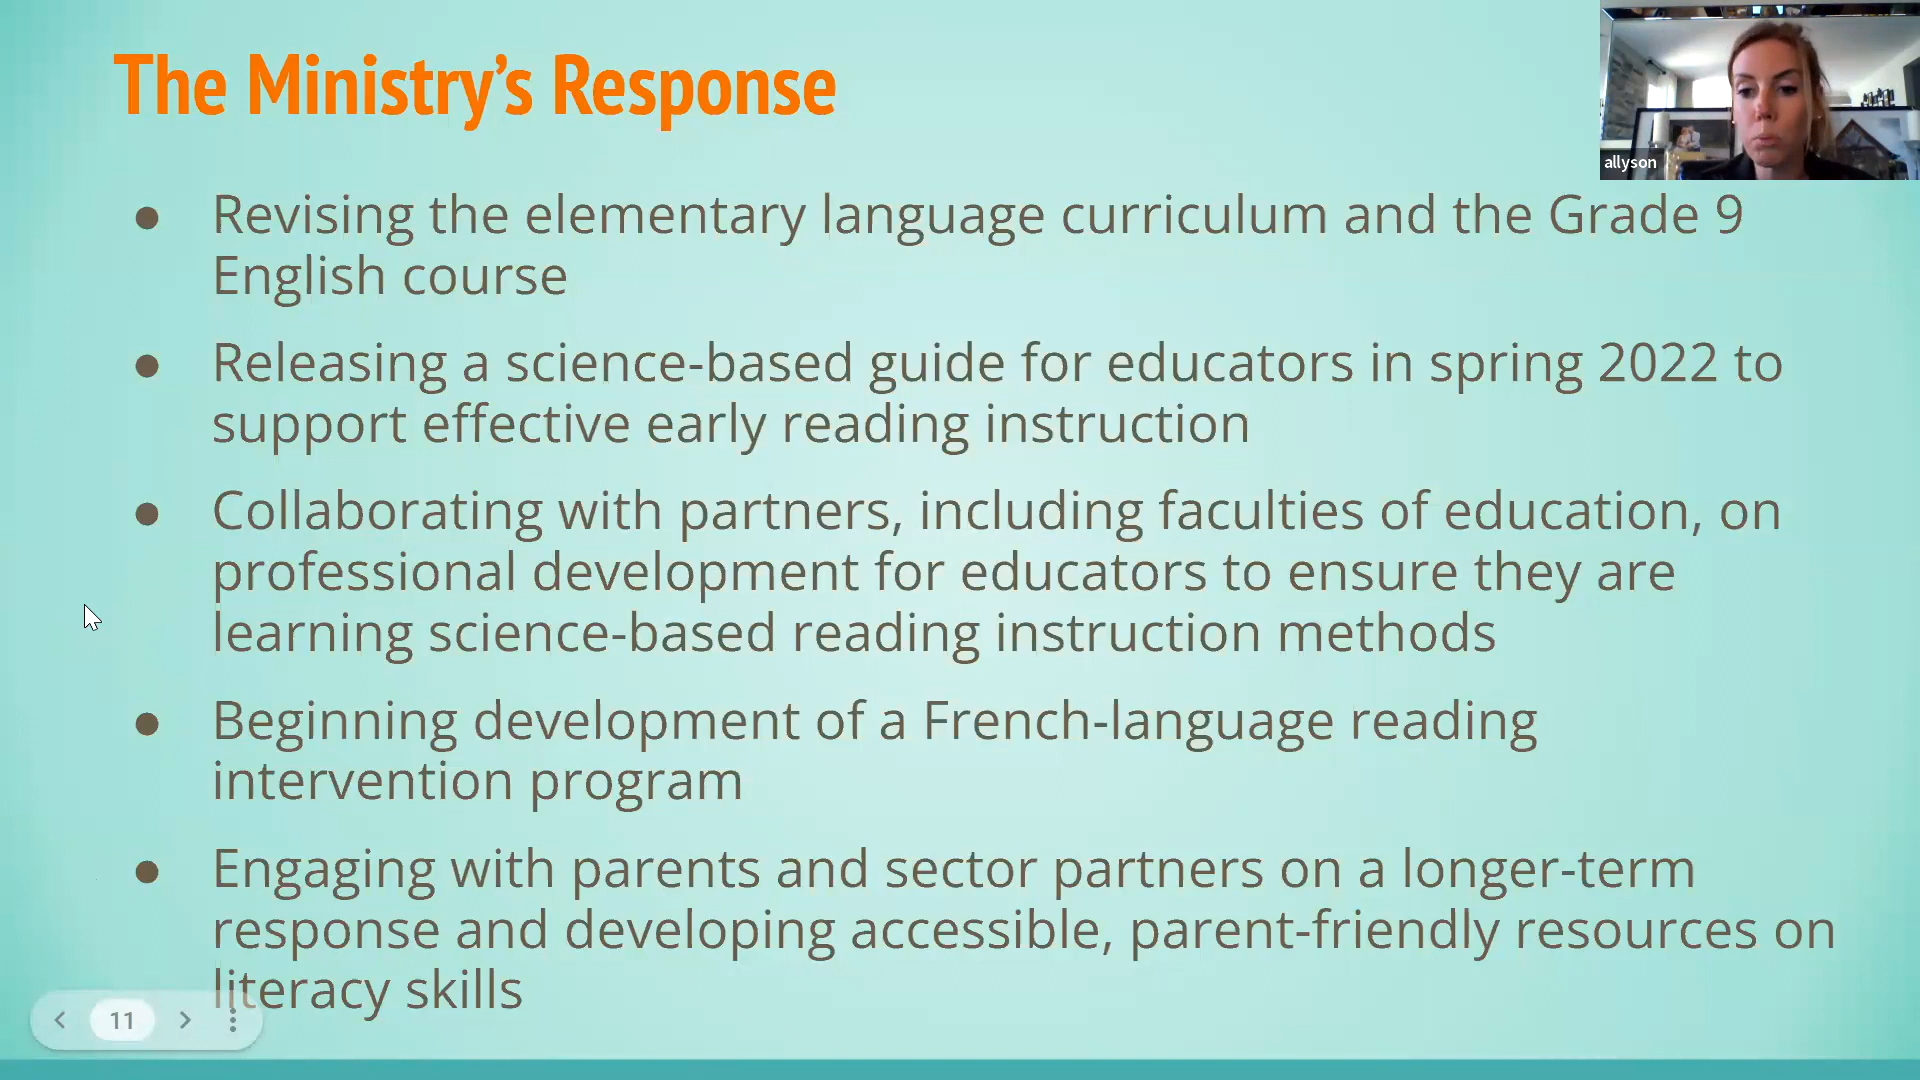 The Ministry’s Response
allyson
● Revising the elementary language curriculum and the Grade 9
English course
● Releasing a science-based guide for educators in spring 2022 to
support effective early reading instruction
● Collaborating with partners, including faculties of education, on
professional development for educators to ensure they are
learning science-based reading instruction methods
● Beginning development of a French-language reading
intervention program
● Engaging with parents and sector partners on a longer-term
response and developing accessible, parent-friendly resources on
literacy skills
11